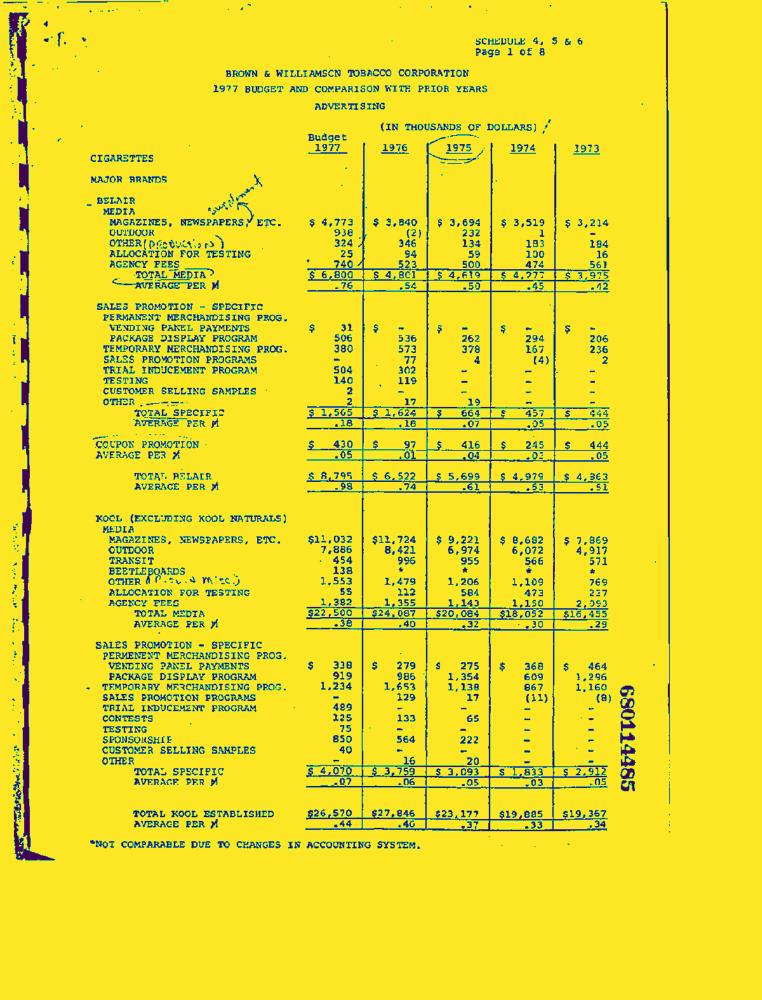 SCHEDULE 4, 5 & 6
Page 1 of 8
BROWN & WILLIAMSON TOBACCO CORPORATION
1977 BUDGET AND COMPARISON WITH PRIOR YEARS
ADVERTISING
(IN THOUSANDS OF DOLLARS)
Budget
1977 1976 1975 1974 1973
CIGARETTES
MAJOR BRANDS
supplement
BELAIR
MEDIA
MAGAZINES, NEWSPAPERS, ETC. $ 4,773 $ 3,840 $ 3,694 $ 3,519 $ 3,214
OUTDOOR 938 (2) 232 1 -
OTHER (productions) 324 346 134 183 184
ALLOCATION FOR TESTING 25 94 59 100 16
AGENCY FEES 740 523 500 474 561
TOTAL MEDIA $ 6,800 $ 4,801 $ 4,619 $ 4,277 $ 3,975
AVERAGE PER M .76 .54 .50 .45 .42
SALES PROMOTION - SPECIFIC
PERMANENT MERCHANDISING PROG.
VENDING PANEL PAYMENTS $ 31 $ - $ - $ - $ -
PACKAGE DISPLAY PROGRAM 506 536 262 294 206
TEMPORARY MERCHANDISING PROG. 380 573 378 167 236
SALES PROMOTION PROGRAMS - 77 4 (4) 2
TRIAL INDUCEMENT PROGRAM 504 302 - - -
TESTING 140 119 - - -
CUSTOMER SELLING SAMPLES 2 - - - -
OTHER 2 17 19 - -
TOTAL SPECIFIC $ 1,565 $ 1,624 $ 664 $ 457 $ 444
AVERAGE PER M .18 .18 .07 .05 .05
COUPON PROMOTION $ 430 $ 97 $ 416 $ 245 $ 444
AVERAGE PER M .05 .01 .04 .03 .05
TOTAL BELAIR $ 8,795 $ 6,522 $ 5,699 $ 4,979 $ 4,863
AVERAGE PER M .98 .74 .61 .53 .51
KOOL (EXCLUDING KOOL NATURALS)
MEDIA
MAGAZINES, NEWSPAPERS, ETC. $11,032 $11,724 $ 9,221 $ 8,682 $ 7,869
OUTDOOR 7,886 8,421 6,974 6,072 4,917
TRANSIT 454 996 955 566 571
BEETLEBOARDS 138 * * * *
OTHER 1,553 1,479 1,206 1,109 769
ALLOCATION FOR TESTING 55 112 584 473 237
AGENCY FEES 1,382 1,355 1,143 1,150 2,093
TOTAL MEDIA $22,500 $24,087 $20,084 $18,052 $16,455
AVERAGE PER M .38 .40 .32 .30 .29
SALES PROMOTION - SPECIFIC
PERMENENT MERCHANDISING PROG.
VENDING PANEL PAYMENTS $ 338 $ 279 $ 275 $ 368 $ 464
PACKAGE DISPLAY PROGRAM 919 986 1,354 609 1,296
TEMPORARY MERCHANDISING PROG. 1,234 1,653 1,138 867 1,160
SALES PROMOTION PROGRAMS - 129 17 (11) (8)
TRIAL INDUCEMENT PROGRAM 489 - - - -
CONTESTS 125 133 65 - -
TESTING 75 - - - -
SPONSORSHIP 850 564 222 - -
CUSTOMER SELLING SAMPLES 40 - - - -
OTHER - 16 20 - -
TOTAL SPECIFIC $ 4,070 $ 3,759 $ 3,093 $ 1,833 $ 2,912
AVERAGE PER M .07 .06 .05 .03 .05
TOTAL KOOL ESTABLISHED $26,570 $27,846 $23,177 $19,885 $19,367
AVERAGE PER M .44 .46 .37 .33 .34
*NOT COMPARABLE DUE TO CHANGES IN ACCOUNTING SYSTEM.
680114485